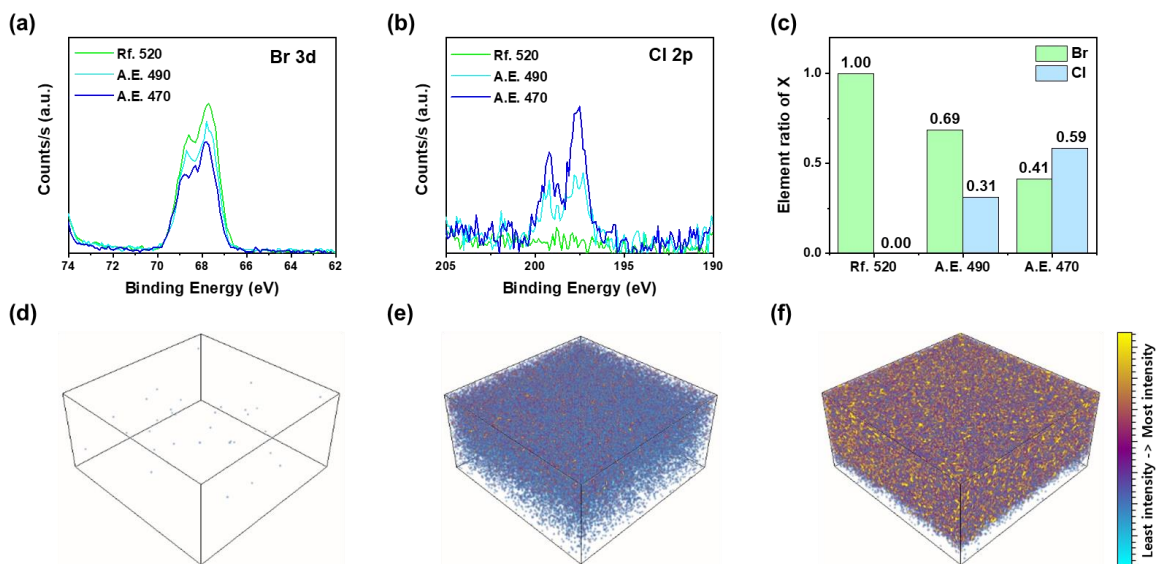 (a)
Rf. 520
A.E. 490
A.E. 470
Br 3d
Counts/s (a.u.)
74 72 70 68 66 64 62
Binding Energy (eV)
(b)
Rf. 520
A.E. 490
A.E. 470
Cl 2p
Counts/s (a.u.)
205 200 195 190
Binding Energy (eV)
(c)
Br
Cl
Element ratio of X
1.0
0.5
0.0
1.00
0.00
0.69
0.31
0.41
0.59
Rf. 520 A.E. 490 A.E. 470
(d)
(e)
(f)
Least intensity -> Most intensity